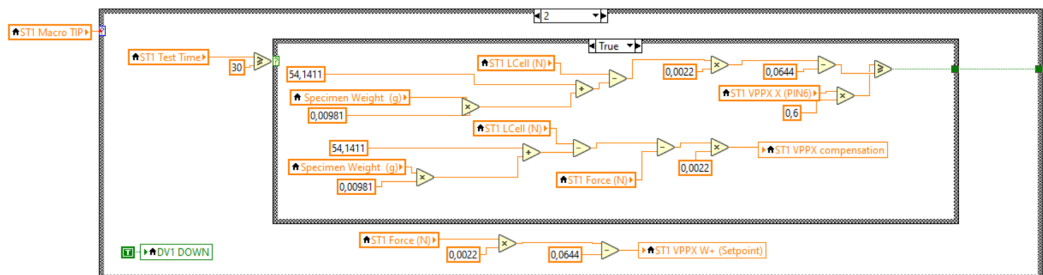 2
ST1 Macro TIP
True
ST1 Test Time
30
ST1 LCell (N)
54,1411
0,0022
0,0644
Specimen Weight (g)
ST1 VPPX X (PIN6)
0,00981
0,6
ST1 LCell (N)
54,1411
ST1 VPPX compensation
Specimen Weight (g)
0,0022
0,00981
ST1 Force (N)
ST1 Force (N)
T
DV1 DOWN
0,0022
0,0644
ST1 VPPX W+ (Setpoint)